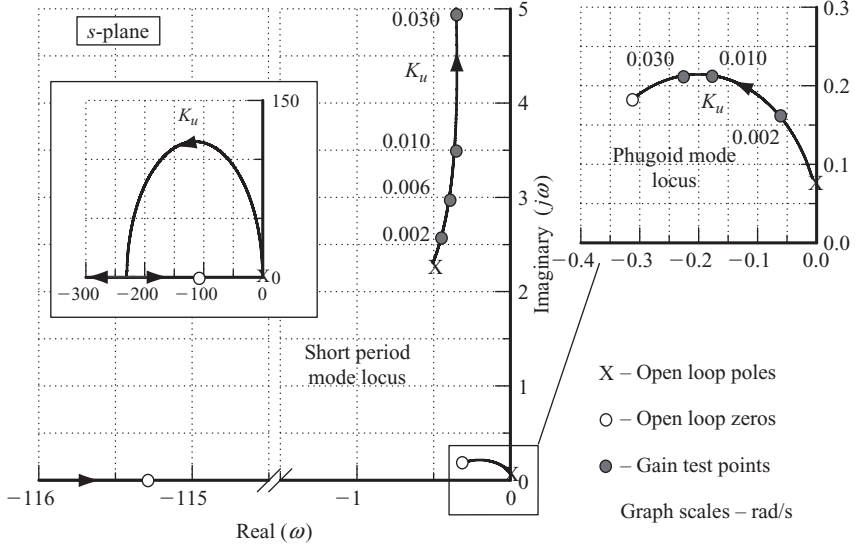 s-plane
0.030
5
K_u
4
0.010
3
0.006
0.002
2
Imaginary (jω)
1
0
150
K_u
0
−300
−200
−100
0
Short period
mode locus
−116
−115
−1
0
Real (ω)
0.3
0.030
0.010
0.2
K_u
0.002
Phugoid mode
locus
0.1
0.0
−0.4
−0.3
−0.2
−0.1
0.0
X – Open loop poles
– Open loop zeros
– Gain test points
Graph scales – rad/s